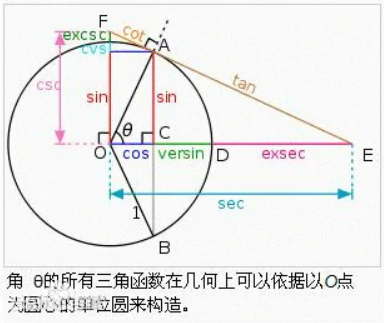 F
cot
A
excsc
cvs
csc
sin
sin
tan
θ
C
O
cos
versin
D
exsec
E
sec
1
B
角 θ的所有三角函数在几何上可以依据以O点
为圆心的单位圆来构造。